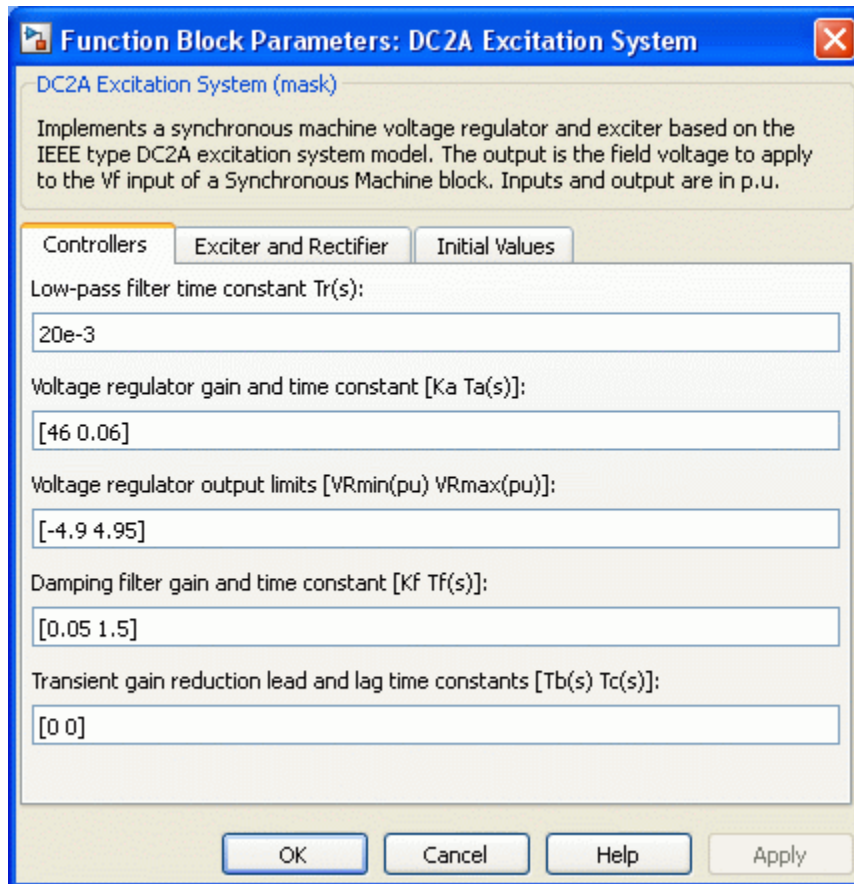 Function Block Parameters: DC2A Excitation System
DC2A Excitation System (mask)
Implements a synchronous machine voltage regulator and exciter based on the
IEEE type DC2A excitation system model. The output is the field voltage to apply
to the Vf input of a Synchronous Machine block. Inputs and output are in p.u.
Controllers Exciter and Rectifier Initial Values
Low-pass filter time constant Tr(s):
20e-3
Voltage regulator gain and time constant [Ka Ta(s)]:
[46 0.06]
Voltage regulator output limits [VRmin(pu) VRmax(pu)]:
[-4.9 4.95]
Damping filter gain and time constant [Kf Tf(s)]:
[0.05 1.5]
Transient gain reduction lead and lag time constants [Tb(s) Tc(s)]:
[0 0]
OK Cancel Help Apply